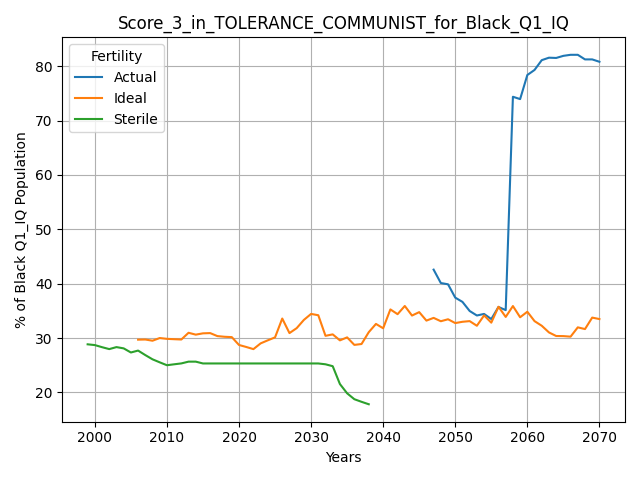 Score_3_in_TOLERANCE_COMMUNIST_for_Black_Q1_IQ
Fertility
Actual
Ideal
Sterile
% of Black Q1_IQ Population
80
70
60
50
40
30
20
2000 2010 2020 2030 2040 2050 2060 2070
Years